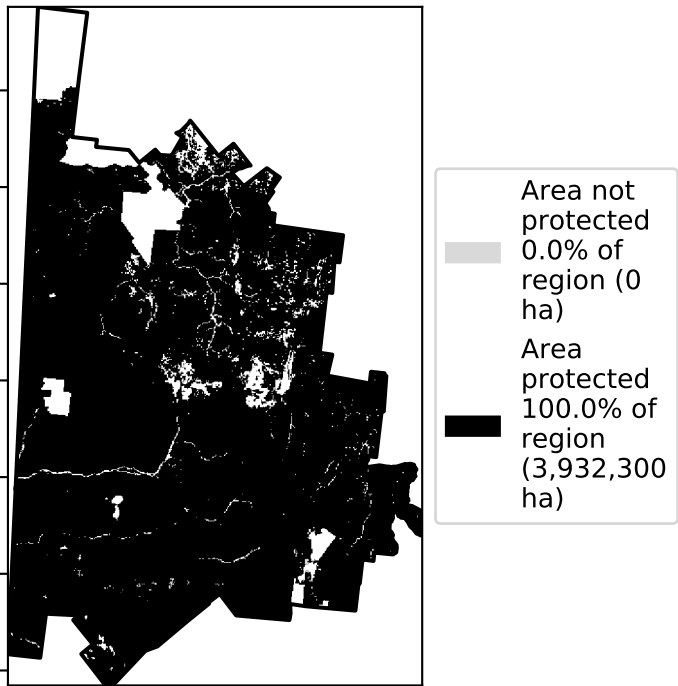 Area not
protected
0.0% of
region (0
ha)
Area
protected
100.0% of
region
(3,932,300
ha)